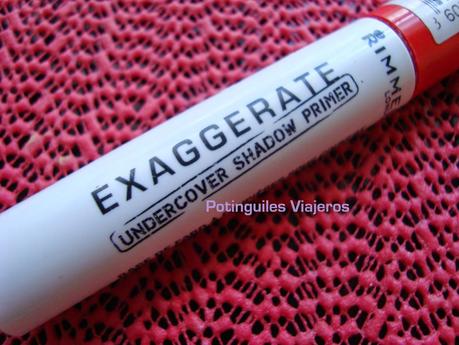 EXAGGERATE
UNDERCOVER SHADOW PRIMER
RIMMEL
Potinguiles Viajeros